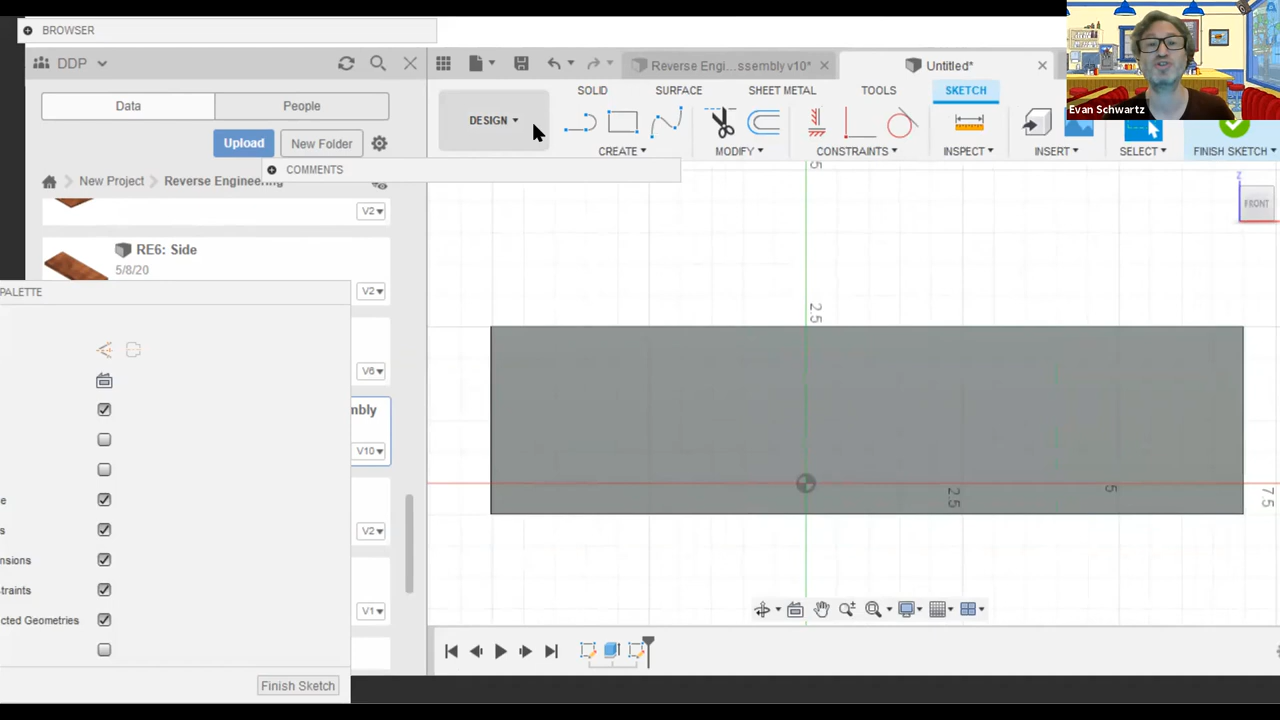 BROWSER
DDP
Reverse Engi...ssembly v10*
Untitled*
Data
People
DESIGN
SOLID
SURFACE
SHEET METAL
TOOLS
SKETCH
Evan Schwartz
Upload
New Folder
CREATE
MODIFY
CONSTRAINTS
INSPECT
INSERT
SELECT
FINISH SKETCH
COMMENTS
New Project
Reverse Engineering
V2
RE6: Side
5/8/20
V2
PALETTE
V6
mbly
V10
V2
nsions
straints
V1
cted Geometries
Finish Sketch
FRONT
Z
5
2.5
2.5
5
7.5